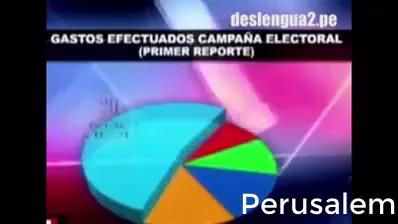 deslengua2.pe
GASTOS EFECTUADOS CAMPAÑA ELECTORAL
(PRIMER REPORTE)
Perusalem